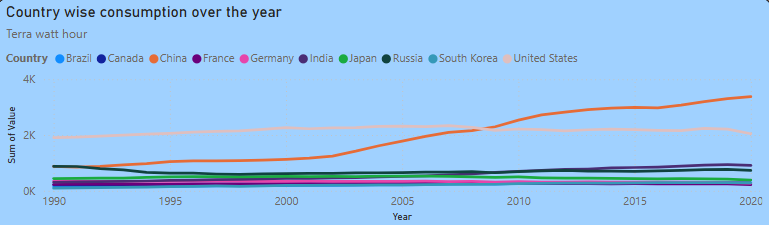 Country wise consumption over the year
Terra watt hour
Country Brazil Canada China France Germany India Japan Russia South Korea United States
4K
2K
0K
Sum of Value
1990 1995 2000 2005 2010 2015 2020
Year